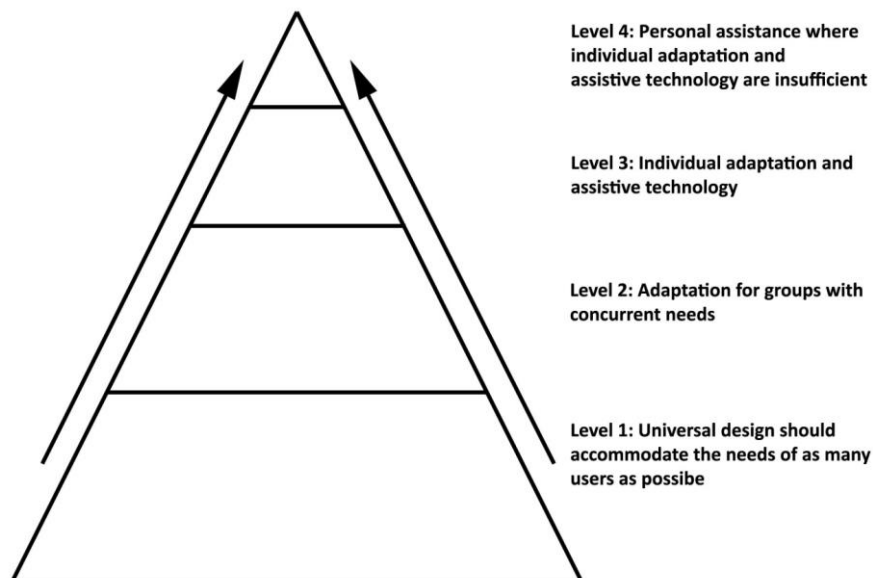 Level 4: Personal assistance where
individual adaptation and
assistive technology are insufficient
Level 3: Individual adaptation and
assistive technology
Level 2: Adaptation for groups with
concurrent needs
Level 1: Universal design should
accommodate the needs of as many
users as possibe